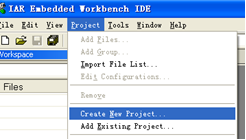 IAR Embedded Workbench IDE
File Edit View Project Tools Window Help
Workspace
Files
Add Files...
Add Group...
Import File List...
Edit Configurations...
Remove
Create New Project...
Add Existing Project...